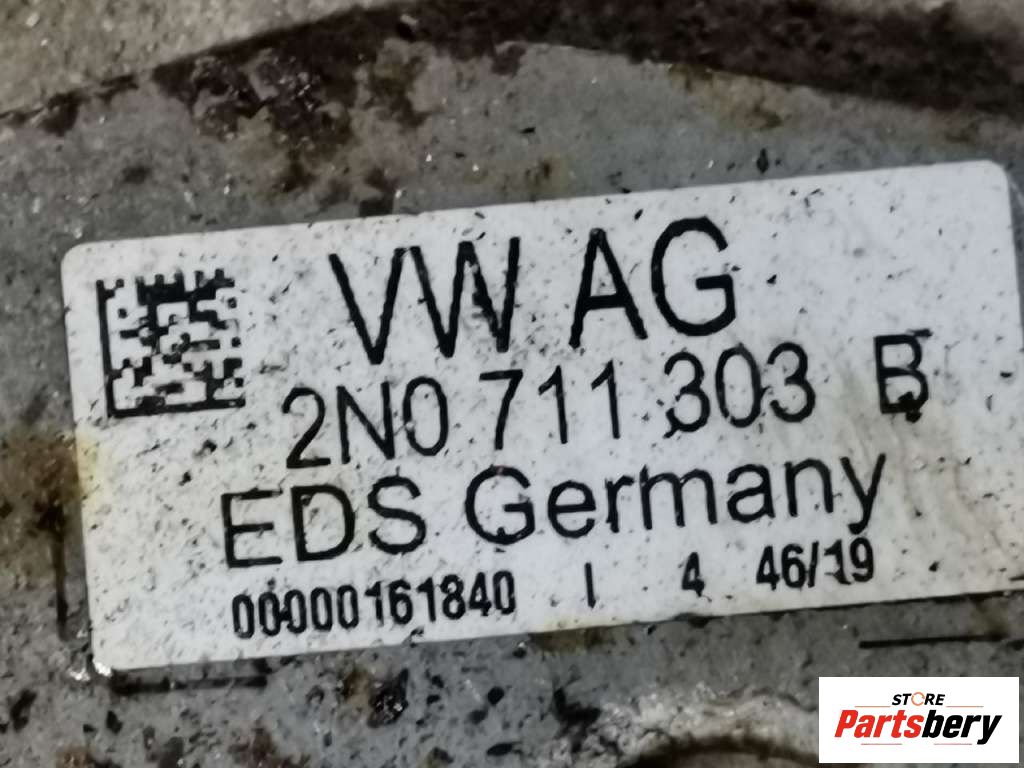 VW AG
2N0 711 303 B
EDS Germany
00000161840 I 4 46/19
STORE
Partsbery